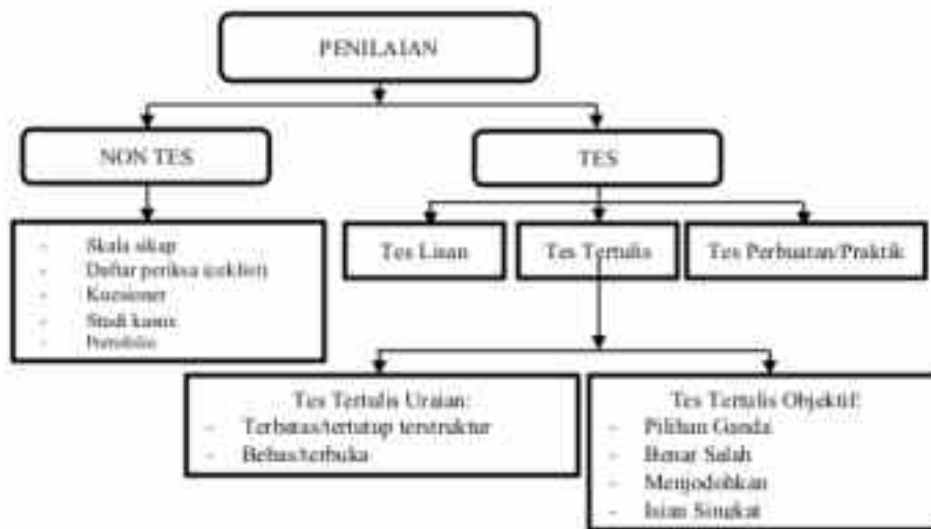 PENILAIAN
NON TES
TES
- Skala sikap
- Daftar periksa (ceklist)
- Kuesioner
- Studi kasus
- Portofolio
Tes Lisan
Tes Tertulis
Tes Perbuatan/Praktik
Tes Tertulis Uraian:
- Terbatas/tertutup terstruktur
- Bebas/terbuka
Tes Tertulis Objektif:
- Pilihan Ganda
- Benar Salah
- Menjodohkan
- Isian Singkat